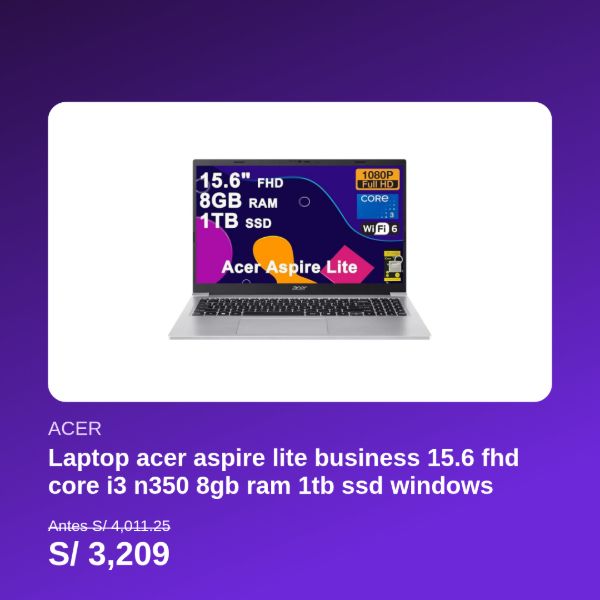 15.6" FHD
8GB RAM
1TB SSD
1080P
Full HD
CORE
i3
WiFi 6
Acer Aspire Lite
acer
ACER
Laptop acer aspire lite business 15.6 fhd
core i3 n350 8gb ram 1tb ssd windows
Antes S/ 4,011.25
S/ 3,209